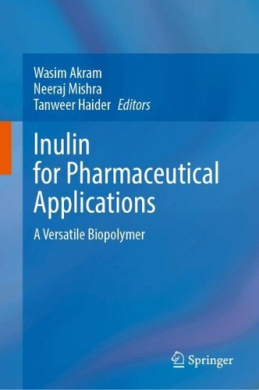 Wasim Akram
Neeraj Mishra
Tanweer Haider Editors
Inulin
for Pharmaceutical
Applications
A Versatile Biopolymer
Springer